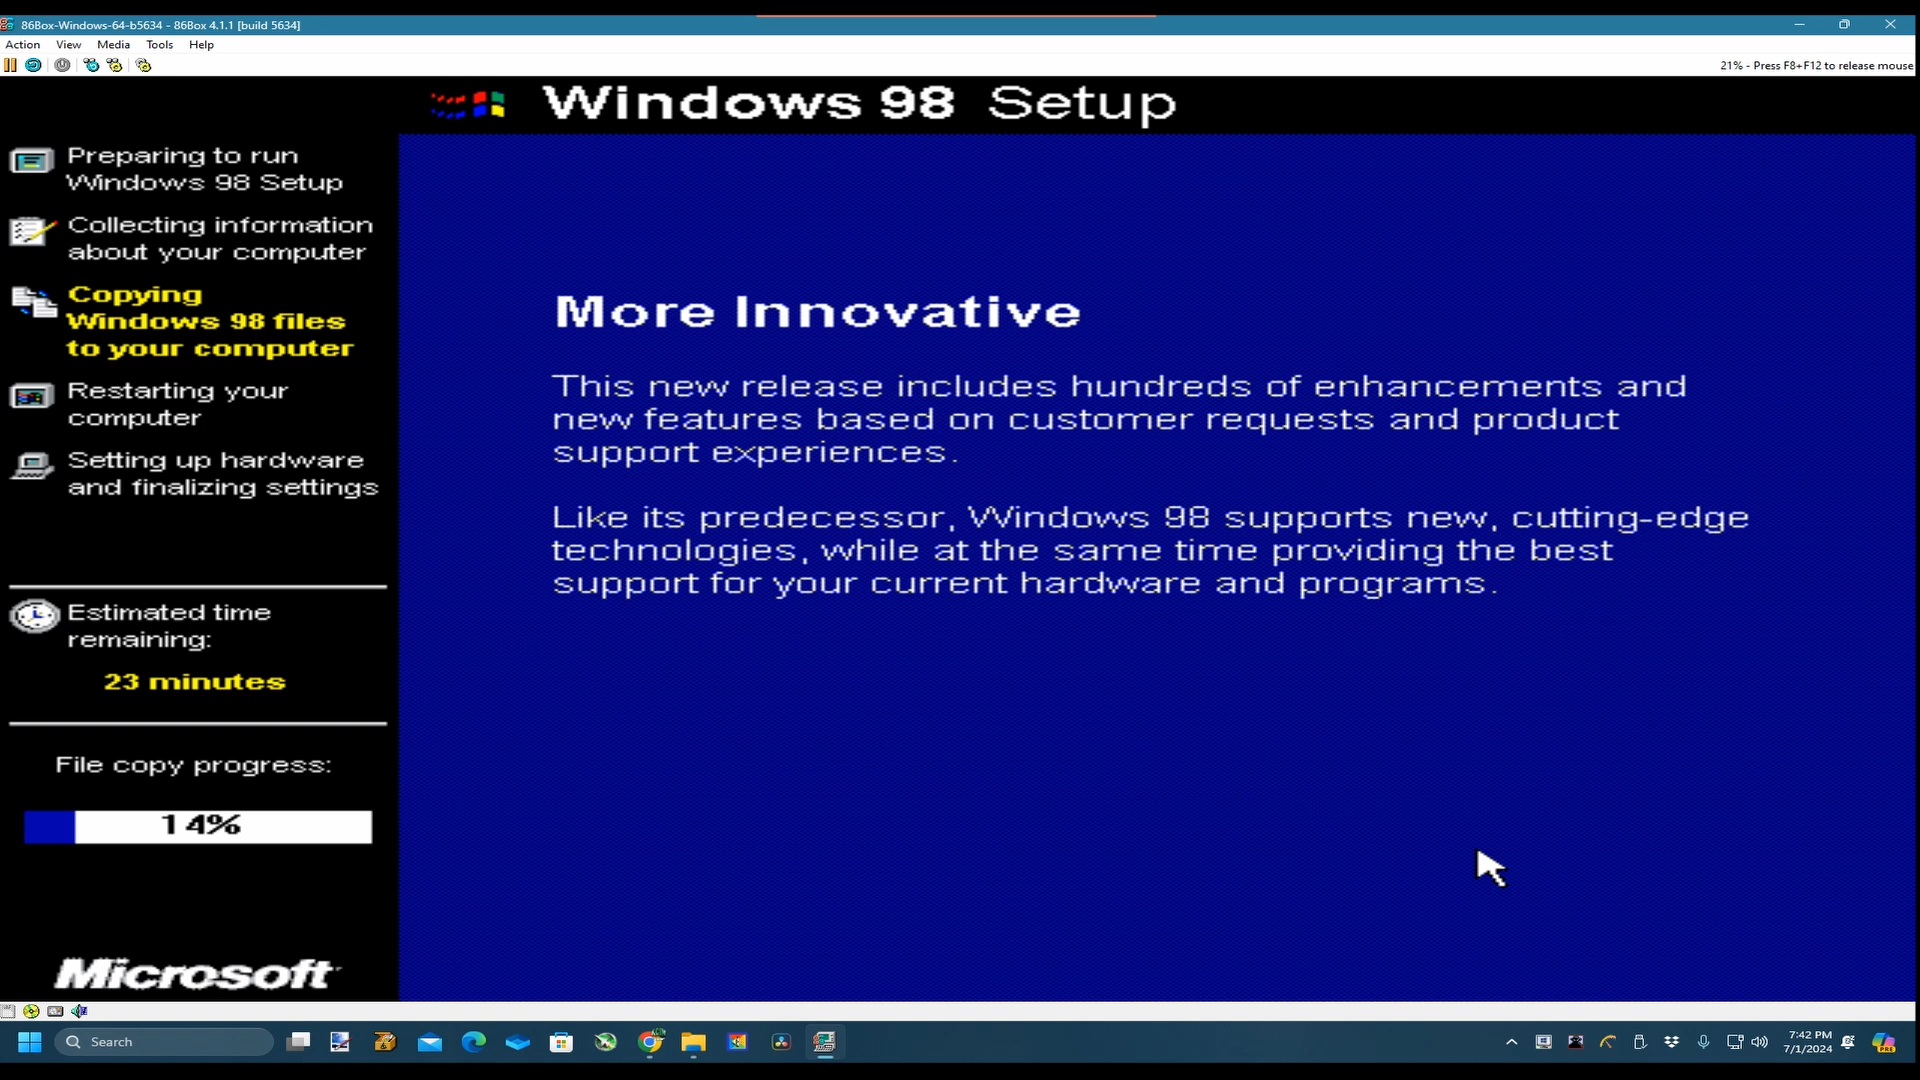 86Box-Windows-64-b5634 - 86Box 4.1.1 [build 5634]
Action View Media Tools Help
21% - Press F8+F12 to release mouse
Windows 98 Setup
Preparing to run
Windows 98 Setup
Collecting information
about your computer
Copying
Windows 98 files
to your computer
Restarting your
computer
Setting up hardware
and finalizing settings
Estimated time
remaining:
23 minutes
File copy progress:
14%
Microsoft
More Innovative
This new release includes hundreds of enhancements and
new features based on customer requests and product
support experiences.
Like its predecessor, Windows 98 supports new, cutting-edge
technologies, while at the same time providing the best
support for your current hardware and programs.
Search
7:42 PM
7/1/2024
PRE